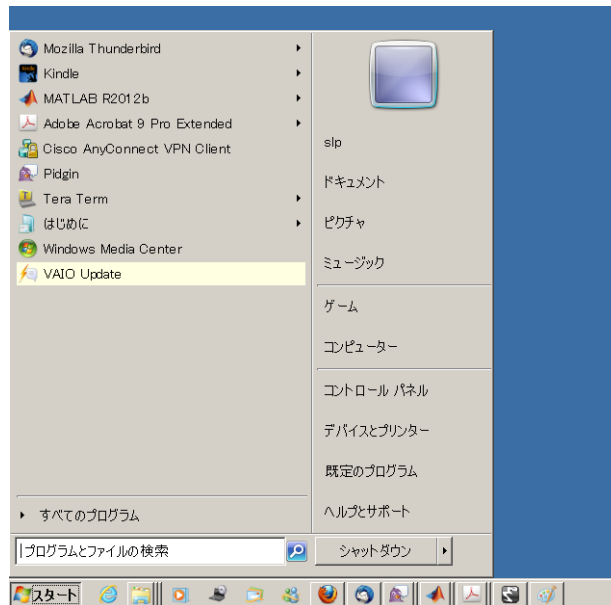 Mozilla Thunderbird
Kindle
MATLAB R2012b
Adobe Acrobat 9 Pro Extended
Cisco AnyConnect VPN Client
Pidgin
Tera Term
はじめに
Windows Media Center
VAIO Update
すべてのプログラム
プログラムとファイルの検索
slp
ドキュメント
ピクチャ
ミュージック
ゲーム
コンピューター
コントロール パネル
デバイスとプリンター
既定のプログラム
ヘルプとサポート
シャットダウン
スタート